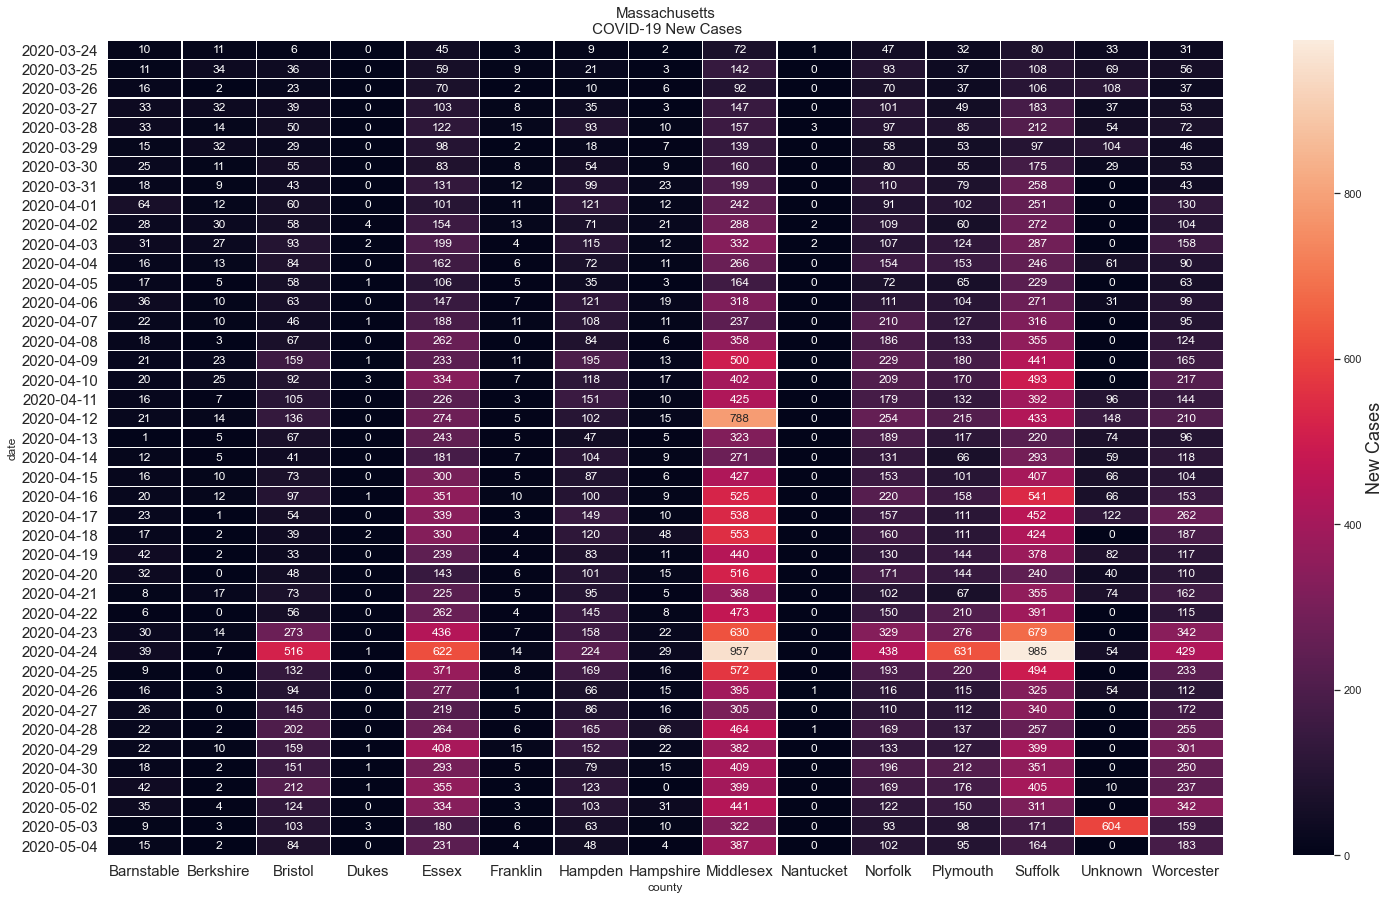 Massachusetts
COVID-19 New Cases
2020-03-24 10 11 6 0 45 3 9 2 72 1 47 32 80 33 31
2020-03-25 11 34 36 0 59 9 21 3 142 0 93 37 108 69 56
2020-03-26 16 2 23 0 70 2 10 6 92 0 70 37 106 108 37
2020-03-27 33 32 39 0 103 8 35 3 147 0 101 49 183 37 53
2020-03-28 33 14 50 0 122 15 93 10 157 3 97 85 212 54 72
2020-03-29 15 32 29 0 98 2 18 7 139 0 58 53 97 104 46
2020-03-30 25 11 55 0 83 8 54 9 160 0 80 55 175 29 53
2020-03-31 18 9 43 0 131 12 99 23 199 0 110 79 258 0 43
2020-04-01 64 12 60 0 101 11 121 12 242 0 91 102 251 0 130
2020-04-02 28 30 58 4 154 13 71 21 288 2 109 60 272 0 104
2020-04-03 31 27 93 2 199 4 115 12 332 2 107 124 287 0 158
2020-04-04 16 13 84 0 162 6 72 11 266 0 154 153 246 61 90
2020-04-05 17 5 58 1 106 5 35 3 164 0 72 65 229 0 63
2020-04-06 36 10 63 0 147 7 121 19 318 0 111 104 271 31 99
2020-04-07 22 10 46 1 188 11 108 11 237 0 210 127 316 0 95
2020-04-08 18 3 67 0 262 0 84 6 358 0 186 133 355 0 124
2020-04-09 21 23 159 1 233 11 195 13 500 0 229 180 441 0 165
2020-04-10 20 25 92 3 334 7 118 17 402 0 209 170 493 0 217
2020-04-11 16 7 105 0 226 3 151 10 425 0 179 132 392 96 144
2020-04-12 21 14 136 0 274 5 102 15 788 0 254 215 433 148 210
2020-04-13 1 5 67 0 243 5 47 5 323 0 189 117 220 74 96
2020-04-14 12 5 41 0 181 7 104 9 271 0 131 66 293 59 118
2020-04-15 16 10 73 0 300 5 87 6 427 0 153 101 407 66 104
2020-04-16 20 12 97 1 351 10 100 9 525 0 220 158 541 66 153
2020-04-17 23 1 54 0 339 3 149 10 538 0 157 111 452 122 262
2020-04-18 17 2 39 2 330 4 120 48 553 0 160 111 424 0 187
2020-04-19 42 2 33 0 239 4 83 11 440 0 130 144 378 82 117
2020-04-20 32 0 48 0 143 6 101 15 516 0 171 144 240 40 110
2020-04-21 8 17 73 0 225 5 95 5 368 0 102 67 355 74 162
2020-04-22 6 0 56 0 262 4 145 8 473 0 150 210 391 0 115
2020-04-23 30 14 273 0 436 7 158 22 630 0 329 276 679 0 342
2020-04-24 39 7 516 1 622 14 224 29 957 0 438 631 985 54 429
2020-04-25 9 0 132 0 371 8 169 16 572 0 193 220 494 0 233
2020-04-26 16 3 94 0 277 1 66 15 395 1 116 115 325 54 112
2020-04-27 26 0 145 0 219 5 86 16 305 0 110 112 340 0 172
2020-04-28 22 2 202 0 264 6 165 66 464 1 169 137 257 0 255
2020-04-29 22 10 159 1 408 15 152 22 382 0 133 127 399 0 301
2020-04-30 18 2 151 1 293 5 79 15 409 0 196 212 351 0 250
2020-05-01 42 2 212 1 355 3 123 0 399 0 169 176 405 10 237
2020-05-02 35 4 124 0 334 3 103 31 441 0 122 150 311 0 342
2020-05-03 9 3 103 3 180 6 63 10 322 0 93 98 171 604 159
2020-05-04 15 2 84 0 231 4 48 4 387 0 102 95 164 0 183
Barnstable Berkshire Bristol Dukes Essex Franklin Hampden Hampshire Middlesex Nantucket Norfolk Plymouth Suffolk Unknown Worcester
county
date
800
600
400
200
0
New Cases